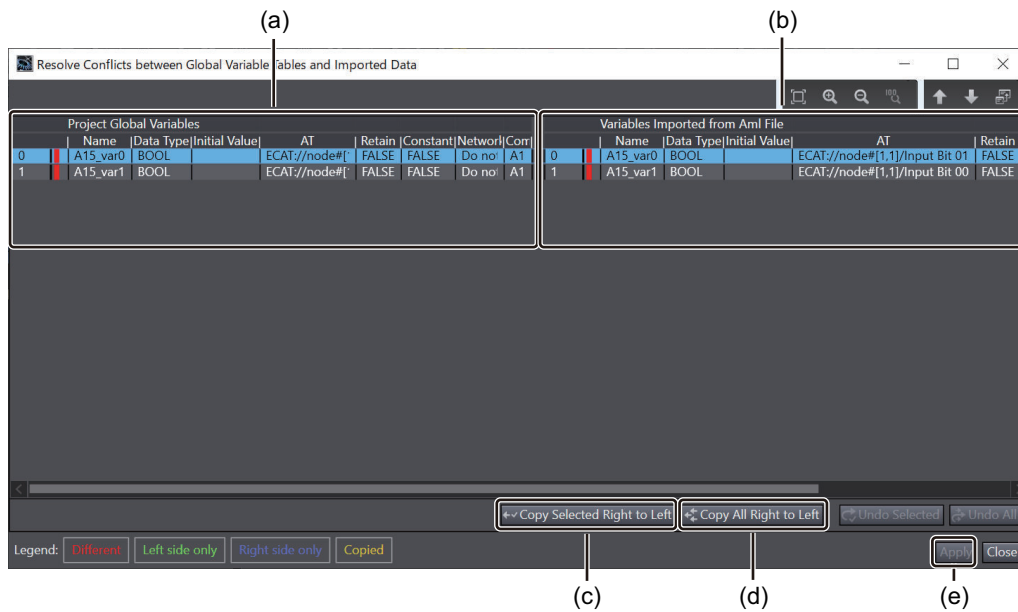 (a) (b)
Resolve Conflicts between Global Variable Tables and Imported Data
Project Global Variables
Name Data Type Initial Value AT Retain Constant Network Com
0 A15_var0 BOOL ECAT://node#[ FALSE FALSE Do not A1
1 A15_var1 BOOL ECAT://node#[ FALSE FALSE Do not A1
Variables Imported from Aml File
Name Data Type Initial Value AT Retain
0 A15_var0 BOOL ECAT://node#[1,1]/Input Bit 01 FALSE
1 A15_var1 BOOL ECAT://node#[1,1]/Input Bit 00 FALSE
Copy Selected Right to Left Copy All Right to Left Undo Selected Undo All
Legend: Different Left side only Right side only Copied Apply Close
(c) (d) (e)